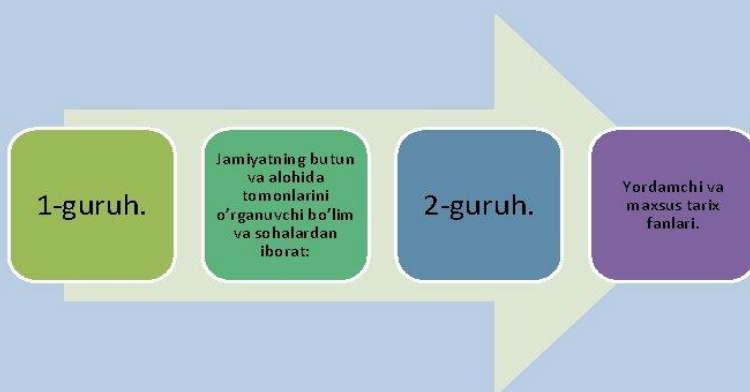 1-guruh.
Jamiyatning butun
va alohida
tomonlarini
o’rganuvchi bo’lim
va sohalardan
iborat:
2-guruh.
Yordamchi va
maxsus tarix
fanlari.